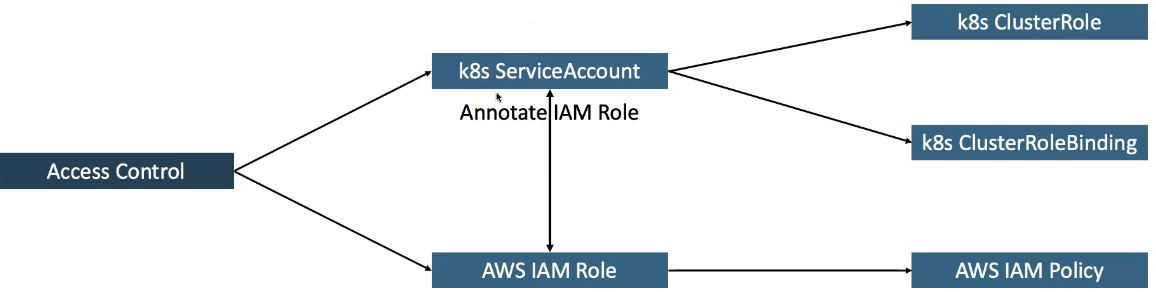 k8s ClusterRole
k8s ServiceAccount
Annotate IAM Role
k8s ClusterRoleBinding
Access Control
AWS IAM Role
AWS IAM Policy